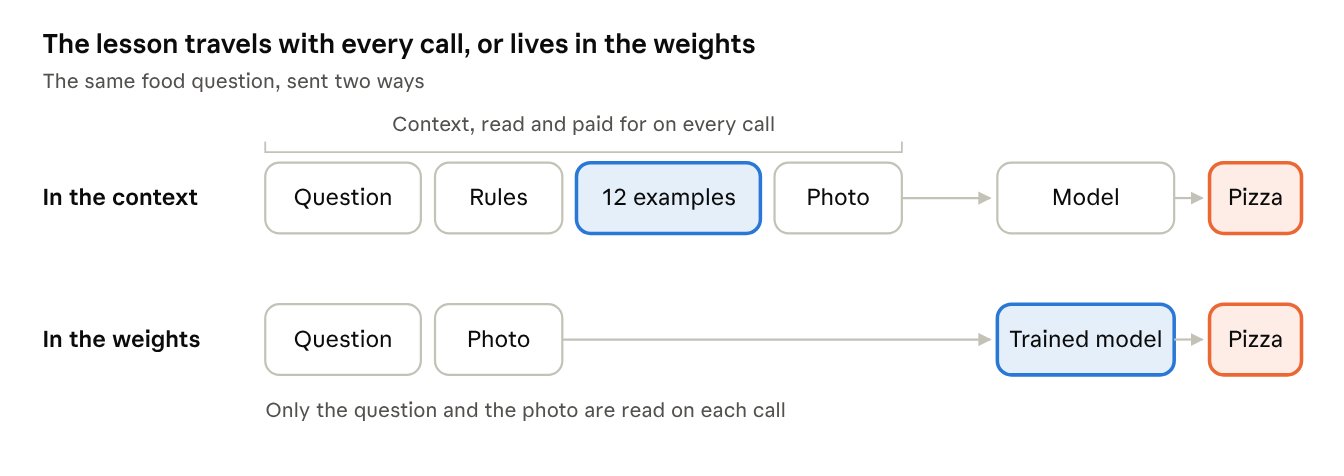 The lesson travels with every call, or lives in the weights
The same food question, sent two ways
Context, read and paid for on every call
In the context
Question
Rules
12 examples
Photo
Model
Pizza
In the weights
Question
Photo
Trained model
Pizza
Only the question and the photo are read on each call